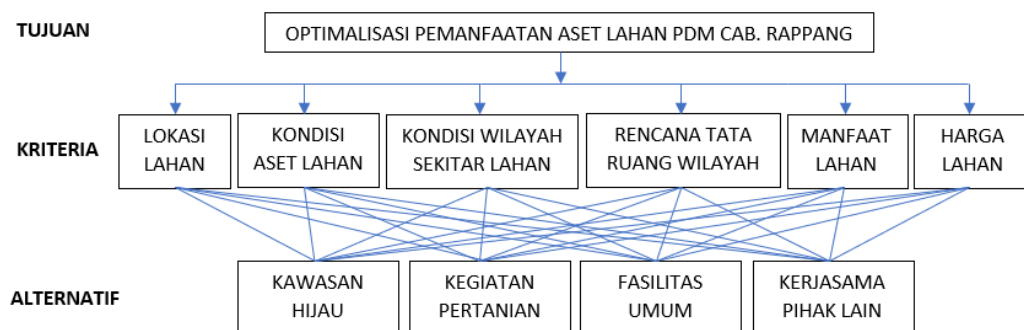 TUJUAN
OPTIMALISASI PEMANFAATAN ASET LAHAN PDM CAB. RAPPANG
KRITERIA
LOKASI
LAHAN
KONDISI
ASET LAHAN
KONDISI WILAYAH
SEKITAR LAHAN
RENCANA TATA
RUANG WILAYAH
MANFAAT
LAHAN
HARGA
LAHAN
ALTERNATIF
KAWASAN
HIJAU
KEGIATAN
PERTANIAN
FASILITAS
UMUM
KERJASAMA
PIHAK LAIN